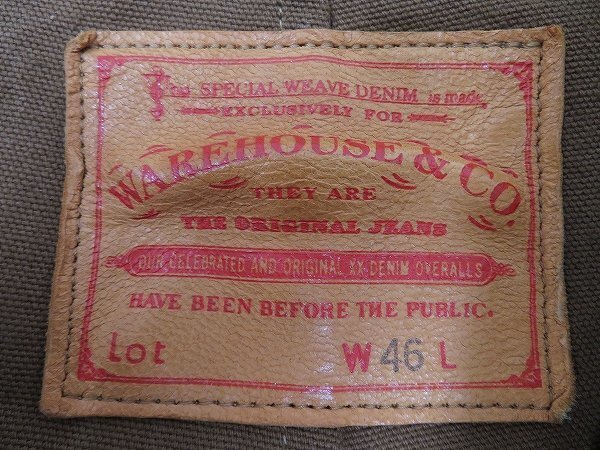 This SPECIAL WEAVE DENIM is made
EXCLUSIVELY FOR
WAREHOUSE & CO.
THEY ARE
THE ORIGINAL JEANS
OUR CELEBRATED AND ORIGINAL XX DENIM OVERALLS
HAVE BEEN BEFORE THE PUBLIC.
Lot W 46 L